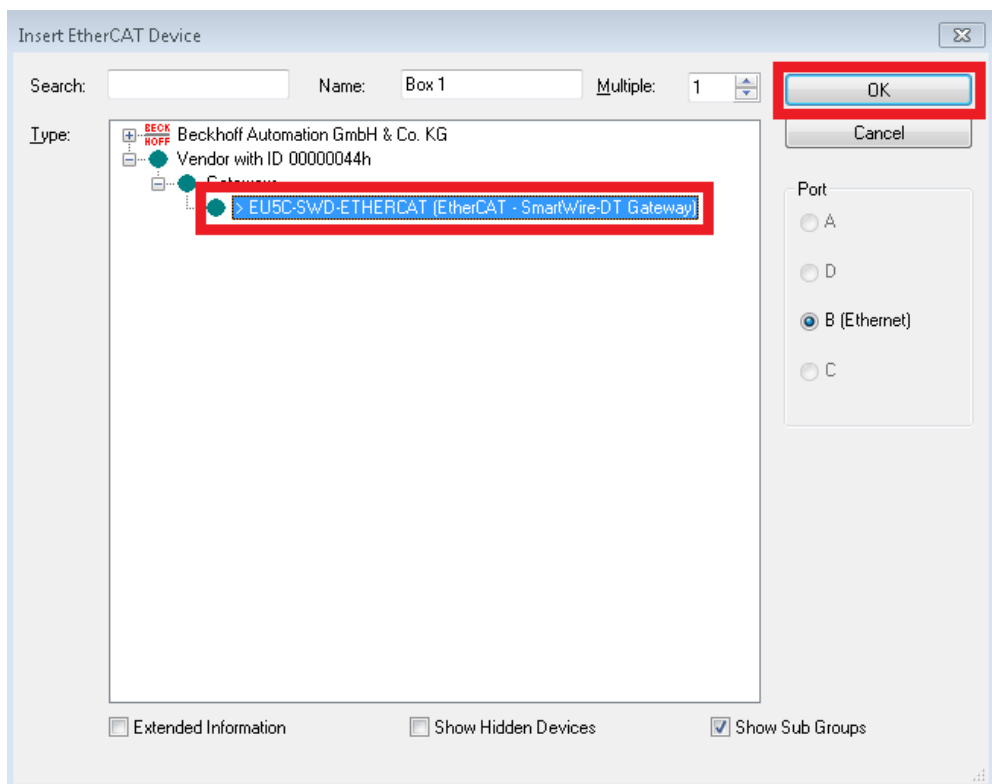 Insert EtherCAT Device
Search: Name: Box 1 Multiple: 1 OK
Type: BECKHOFF Beckhoff Automation GmbH & Co. KG Cancel
Vendor with ID 00000044h
> EU5C-SWD-ETHERCAT (EtherCAT - SmartWire-DT Gateway)
Port
A
D
B (Ethernet)
C
Extended Information Show Hidden Devices Show Sub Groups